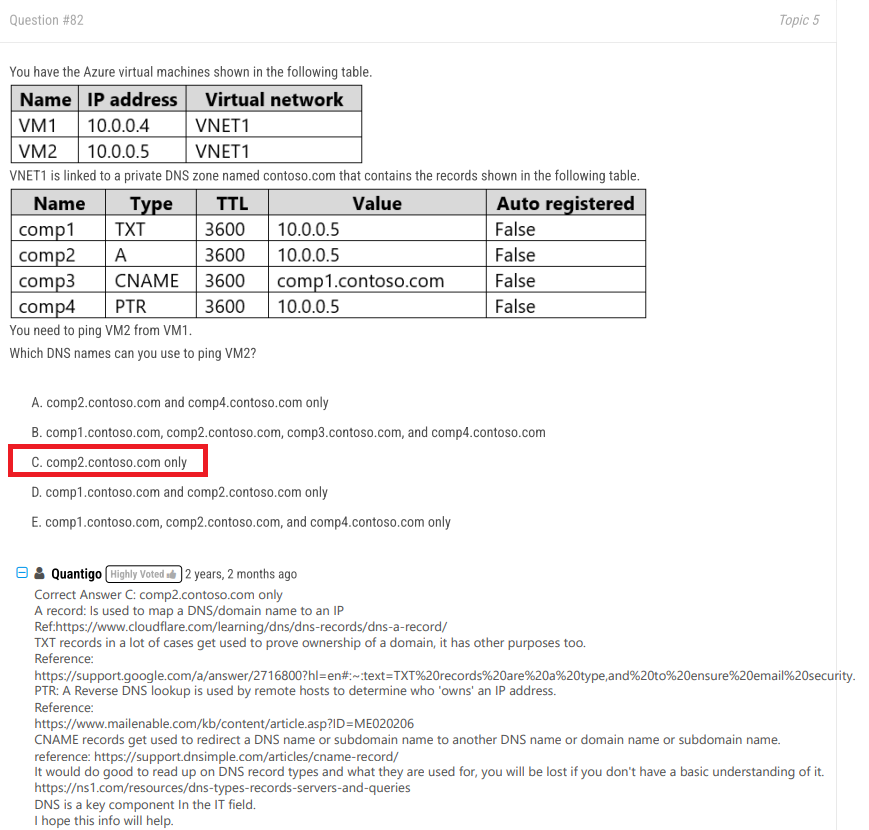 Question #82 Topic 5
You have the Azure virtual machines shown in the following table.
Name IP address Virtual network
VM1 10.0.0.4 VNET1
VM2 10.0.0.5 VNET1
VNET1 is linked to a private DNS zone named contoso.com that contains the records shown in the following table.
Name Type TTL Value Auto registered
comp1 TXT 3600 10.0.0.5 False
comp2 A 3600 10.0.0.5 False
comp3 CNAME 3600 comp1.contoso.com False
comp4 PTR 3600 10.0.0.5 False
You need to ping VM2 from VM1.
Which DNS names can you use to ping VM2?
A. comp2.contoso.com and comp4.contoso.com only
B. comp1.contoso.com, comp2.contoso.com, comp3.contoso.com, and comp4.contoso.com
C. comp2.contoso.com only
D. comp1.contoso.com and comp2.contoso.com only
E. comp1.contoso.com, comp2.contoso.com, and comp4.contoso.com only
Quantigo Highly Voted 2 years, 2 months ago
Correct Answer C: comp2.contoso.com only
A record: Is used to map a DNS/domain name to an IP
Ref:https://www.cloudflare.com/learning/dns/dns-records/dns-a-record/
TXT records in a lot of cases get used to prove ownership of a domain, it has other purposes too.
Reference:
https://support.google.com/a/answer/2716800?hl=en#:~:text=TXT%20records%20are%20a%20type,and%20to%20ensure%20email%20security.
PTR: A Reverse DNS lookup is used by remote hosts to determine who 'owns' an IP address.
Reference:
https://www.mailenable.com/kb/content/article.asp?ID=ME020206
CNAME records get used to redirect a DNS name or subdomain name to another DNS name or domain name or subdomain name.
reference: https://support.dnsimple.com/articles/cname-record/
It would do good to read up on DNS record types and what they are used for, you will be lost if you don't have a basic understanding of it.
https://ns1.com/resources/dns-types-records-servers-and-queries
DNS is a key component In the IT field.
I hope this info will help.